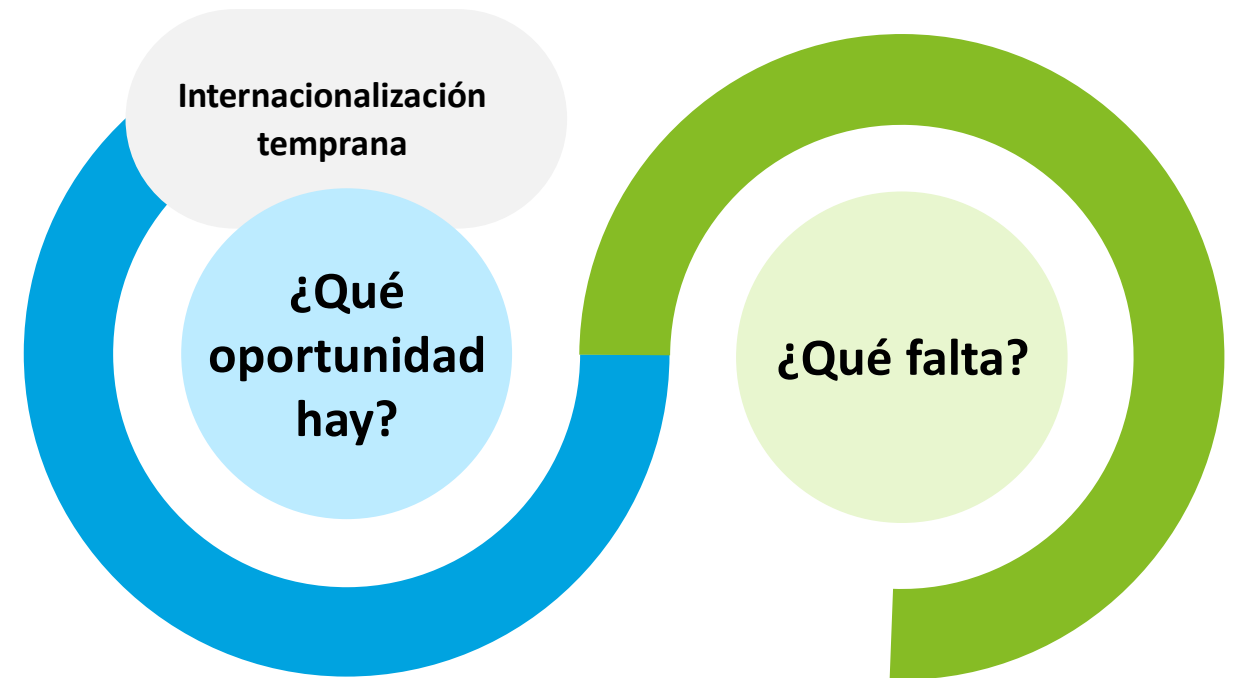 Internacionalización
temprana
¿Qué
oportunidad
hay?
¿Qué falta?